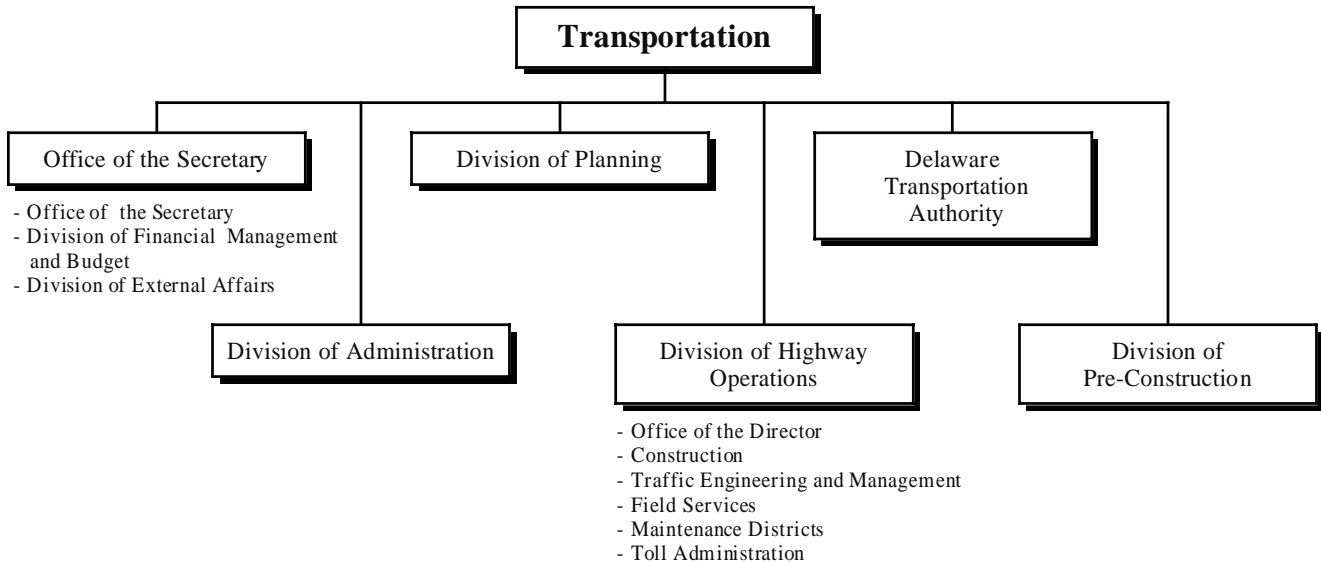 Transportation
Office of the Secretary
- Office of the Secretary
- Division of Financial Management
and Budget
- Division of External Affairs
Division of Planning
Delaware
Transportation
Authority
Division of Administration
Division of Highway
Operations
- Office of the Director
- Construction
- Traffic Engineering and Management
- Field Services
- Maintenance Districts
- Toll Administration
Division of
Pre-Construction